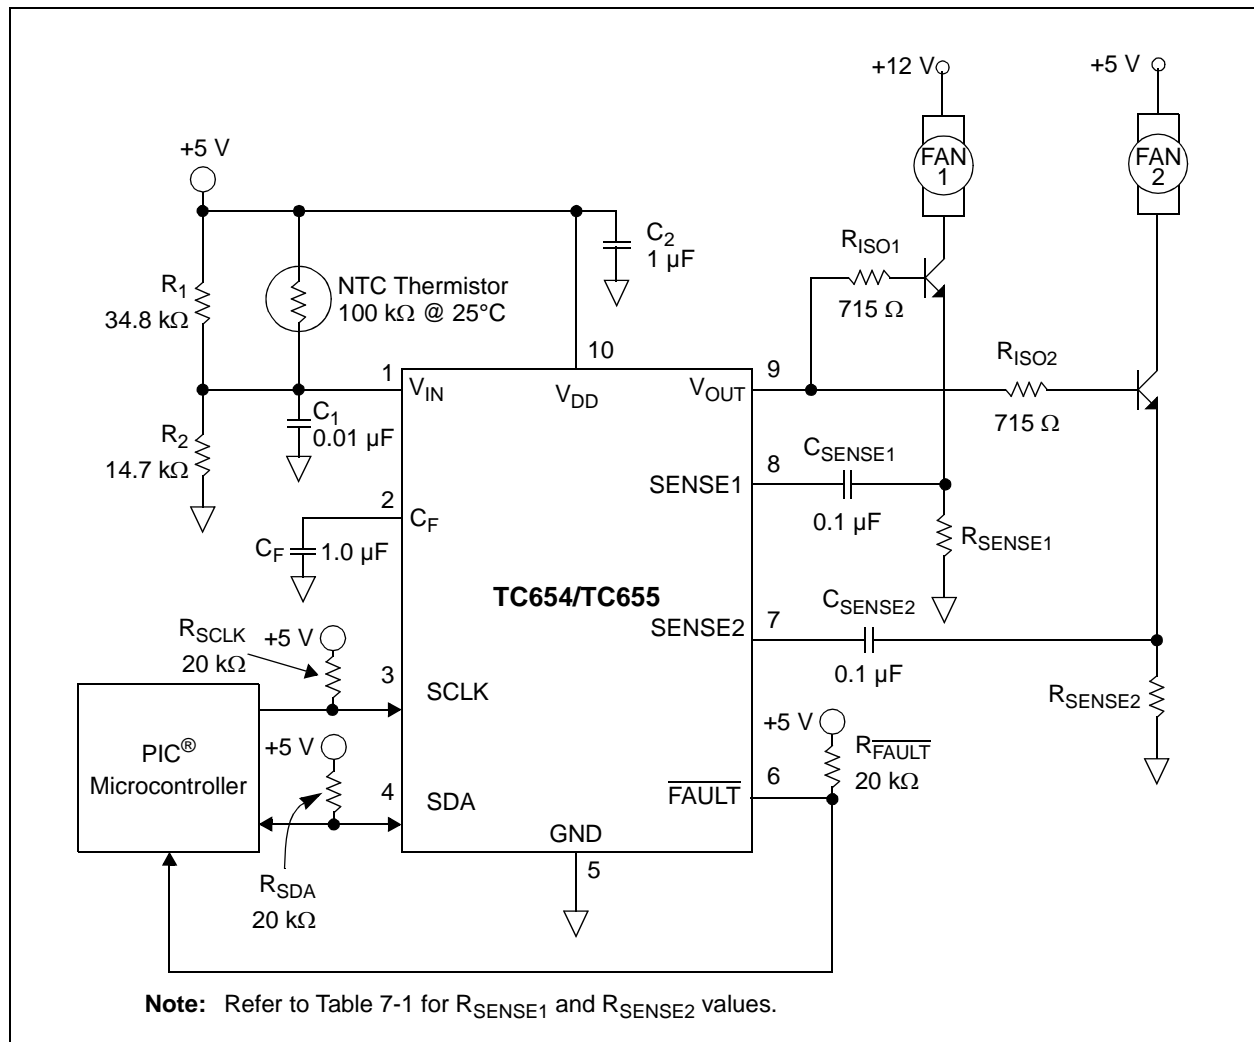 +12 V
+5 V
FAN
1
FAN
2
+5 V
C2
1 µF
RISO1
715 Ω
R1
34.8 kΩ
NTC Thermistor
100 kΩ @ 25°C
10
RISO2
715 Ω
1
VIN
VDD
VOUT
9
C1
0.01 µF
R2
14.7 kΩ
CSENSE1
8
SENSE1
0.1 µF
2
CF
CF
1.0 µF
RSENSE1
TC654/TC655
CSENSE2
7
SENSE2
0.1 µF
RSCLK
20 kΩ
+5 V
3
SCLK
RSENSE2
PIC®
Microcontroller
+5 V
4
SDA
+5 V
RFAULT
20 kΩ
6
FAULT
GND
5
RSDA
20 kΩ
Note: Refer to Table 7-1 for RSENSE1 and RSENSE2 values.